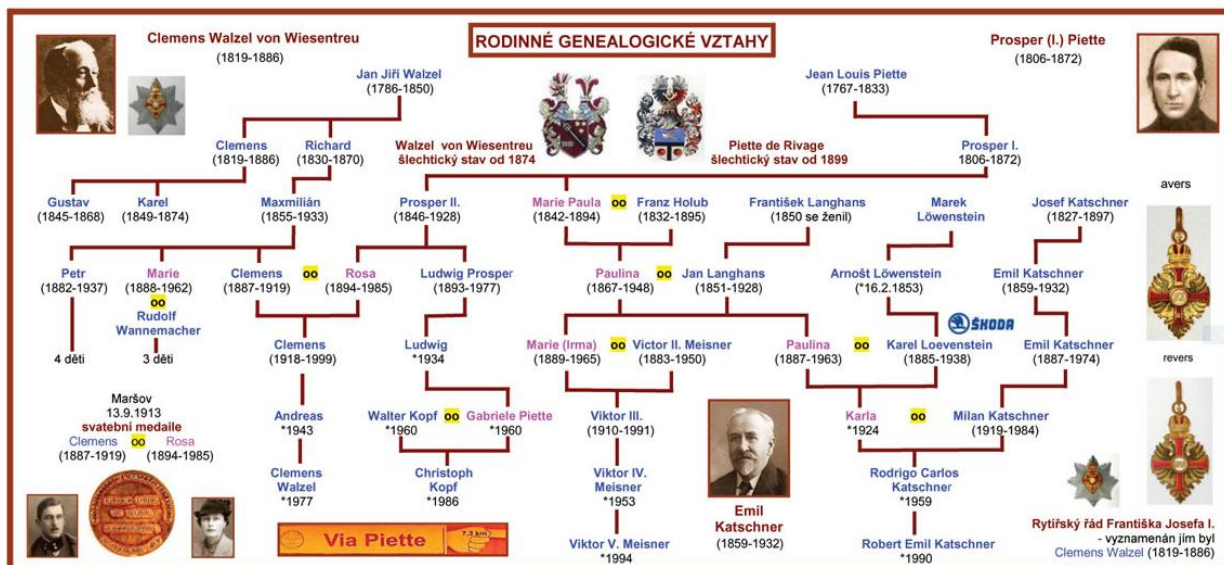 RODINNÉ GENEALOGICKÉ VZTAHY
Clemens Walzel von Wiesentreu
(1819-1886)
Prosper (I.) Piette
(1806-1872)
Jan Jiří Walzel
(1786-1850)
Jean Louis Piette
(1767-1833)
Clemens
(1819-1886)
Richard
(1830-1870)
Walzel von Wiesentreu
šlechtický stav od 1874
Piette de Rivage
šlechtický stav od 1899
Prosper I.
1806-1872)
Gustav
(1845-1868)
Karel
(1849-1874)
Maxmilián
(1855-1933)
Prosper II.
(1846-1928)
Marie Paula
(1842-1894)
oo
Franz Holub
(1832-1895)
František Langhans
(1850 se ženil)
Marek
Löwenstein
Josef Katschner
(1827-1897)
avers
Petr
(1882-1937)
Marie
(1888-1962)
oo
Rudolf
Wannemacher
Clemens
(1887-1919)
oo
Rosa
(1894-1985)
Ludwig Prosper
(1893-1977)
Paulina
(1867-1948)
oo
Jan Langhans
(1851-1928)
Arnošt Löwenstein
(*16.2.1853)
Emil Katschner
(1859-1932)
ŠKODA
4 děti
3 děti
Clemens
(1918-1999)
Ludwig
*1934
Marie (Irma)
(1889-1965)
oo
Victor II. Meisner
(1883-1950)
Paulina
(1887-1963)
oo
Karel Loevenstein
(1885-1938)
Emil Katschner
(1887-1974)
revers
Maršov
13.9.1913
svatební medaile
Clemens
(1887-1919)
oo
Rosa
(1894-1985)
Andreas
*1943
Walter Kopf
*1960
oo
Gabriele Piette
*1960
Viktor III.
(1910-1991)
Karla
*1924
oo
Milan Katschner
(1919-1984)
Clemens
Walzel
*1977
Christoph
Kopf
*1986
Viktor IV.
Meisner
*1953
Rodrigo Carlos
Katschner
*1959
Via Piette
7,3 km
Viktor V. Meisner
*1994
Emil
Katschner
(1859-1932)
Robert Emil Katschner
*1990
Rytířský řád Františka Josefa I.
- vyznamenán jím byl
Clemens Walzel (1819-1886)